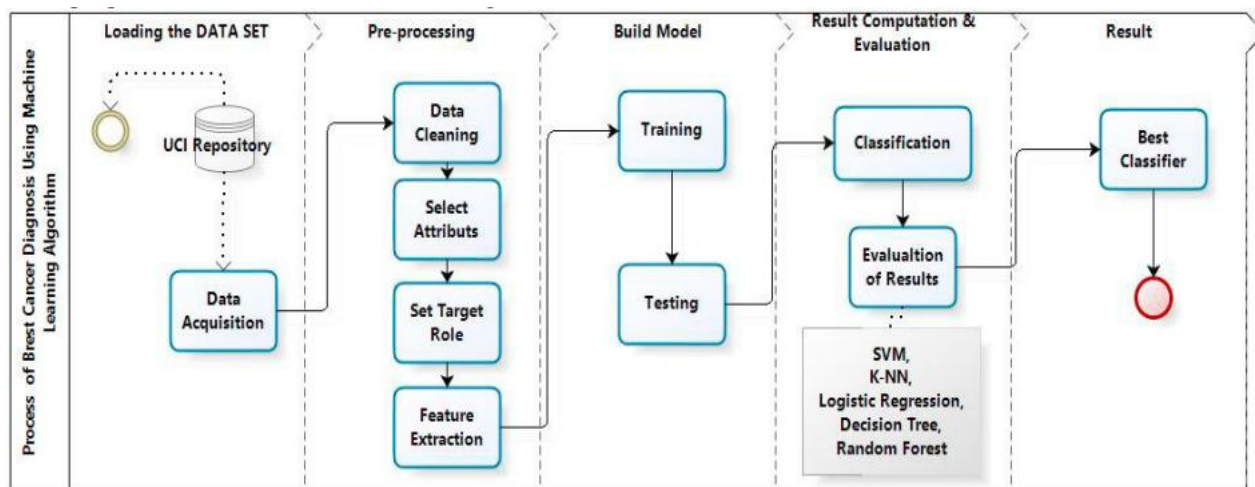 Process of Brest Cancer Diagnosis Using Machine
Learning Algorithm
Loading the DATA SET
UCI Repository
Data
Acquisition
Pre-processing
Data
Cleaning
Select
Attributs
Set Target
Role
Feature
Extraction
Build Model
Training
Testing
Result Computation &
Evaluation
Classification
Evaluation
of Results
SVM,
K-NN,
Logistic Regression,
Decision Tree,
Random Forest
Result
Best
Classifier